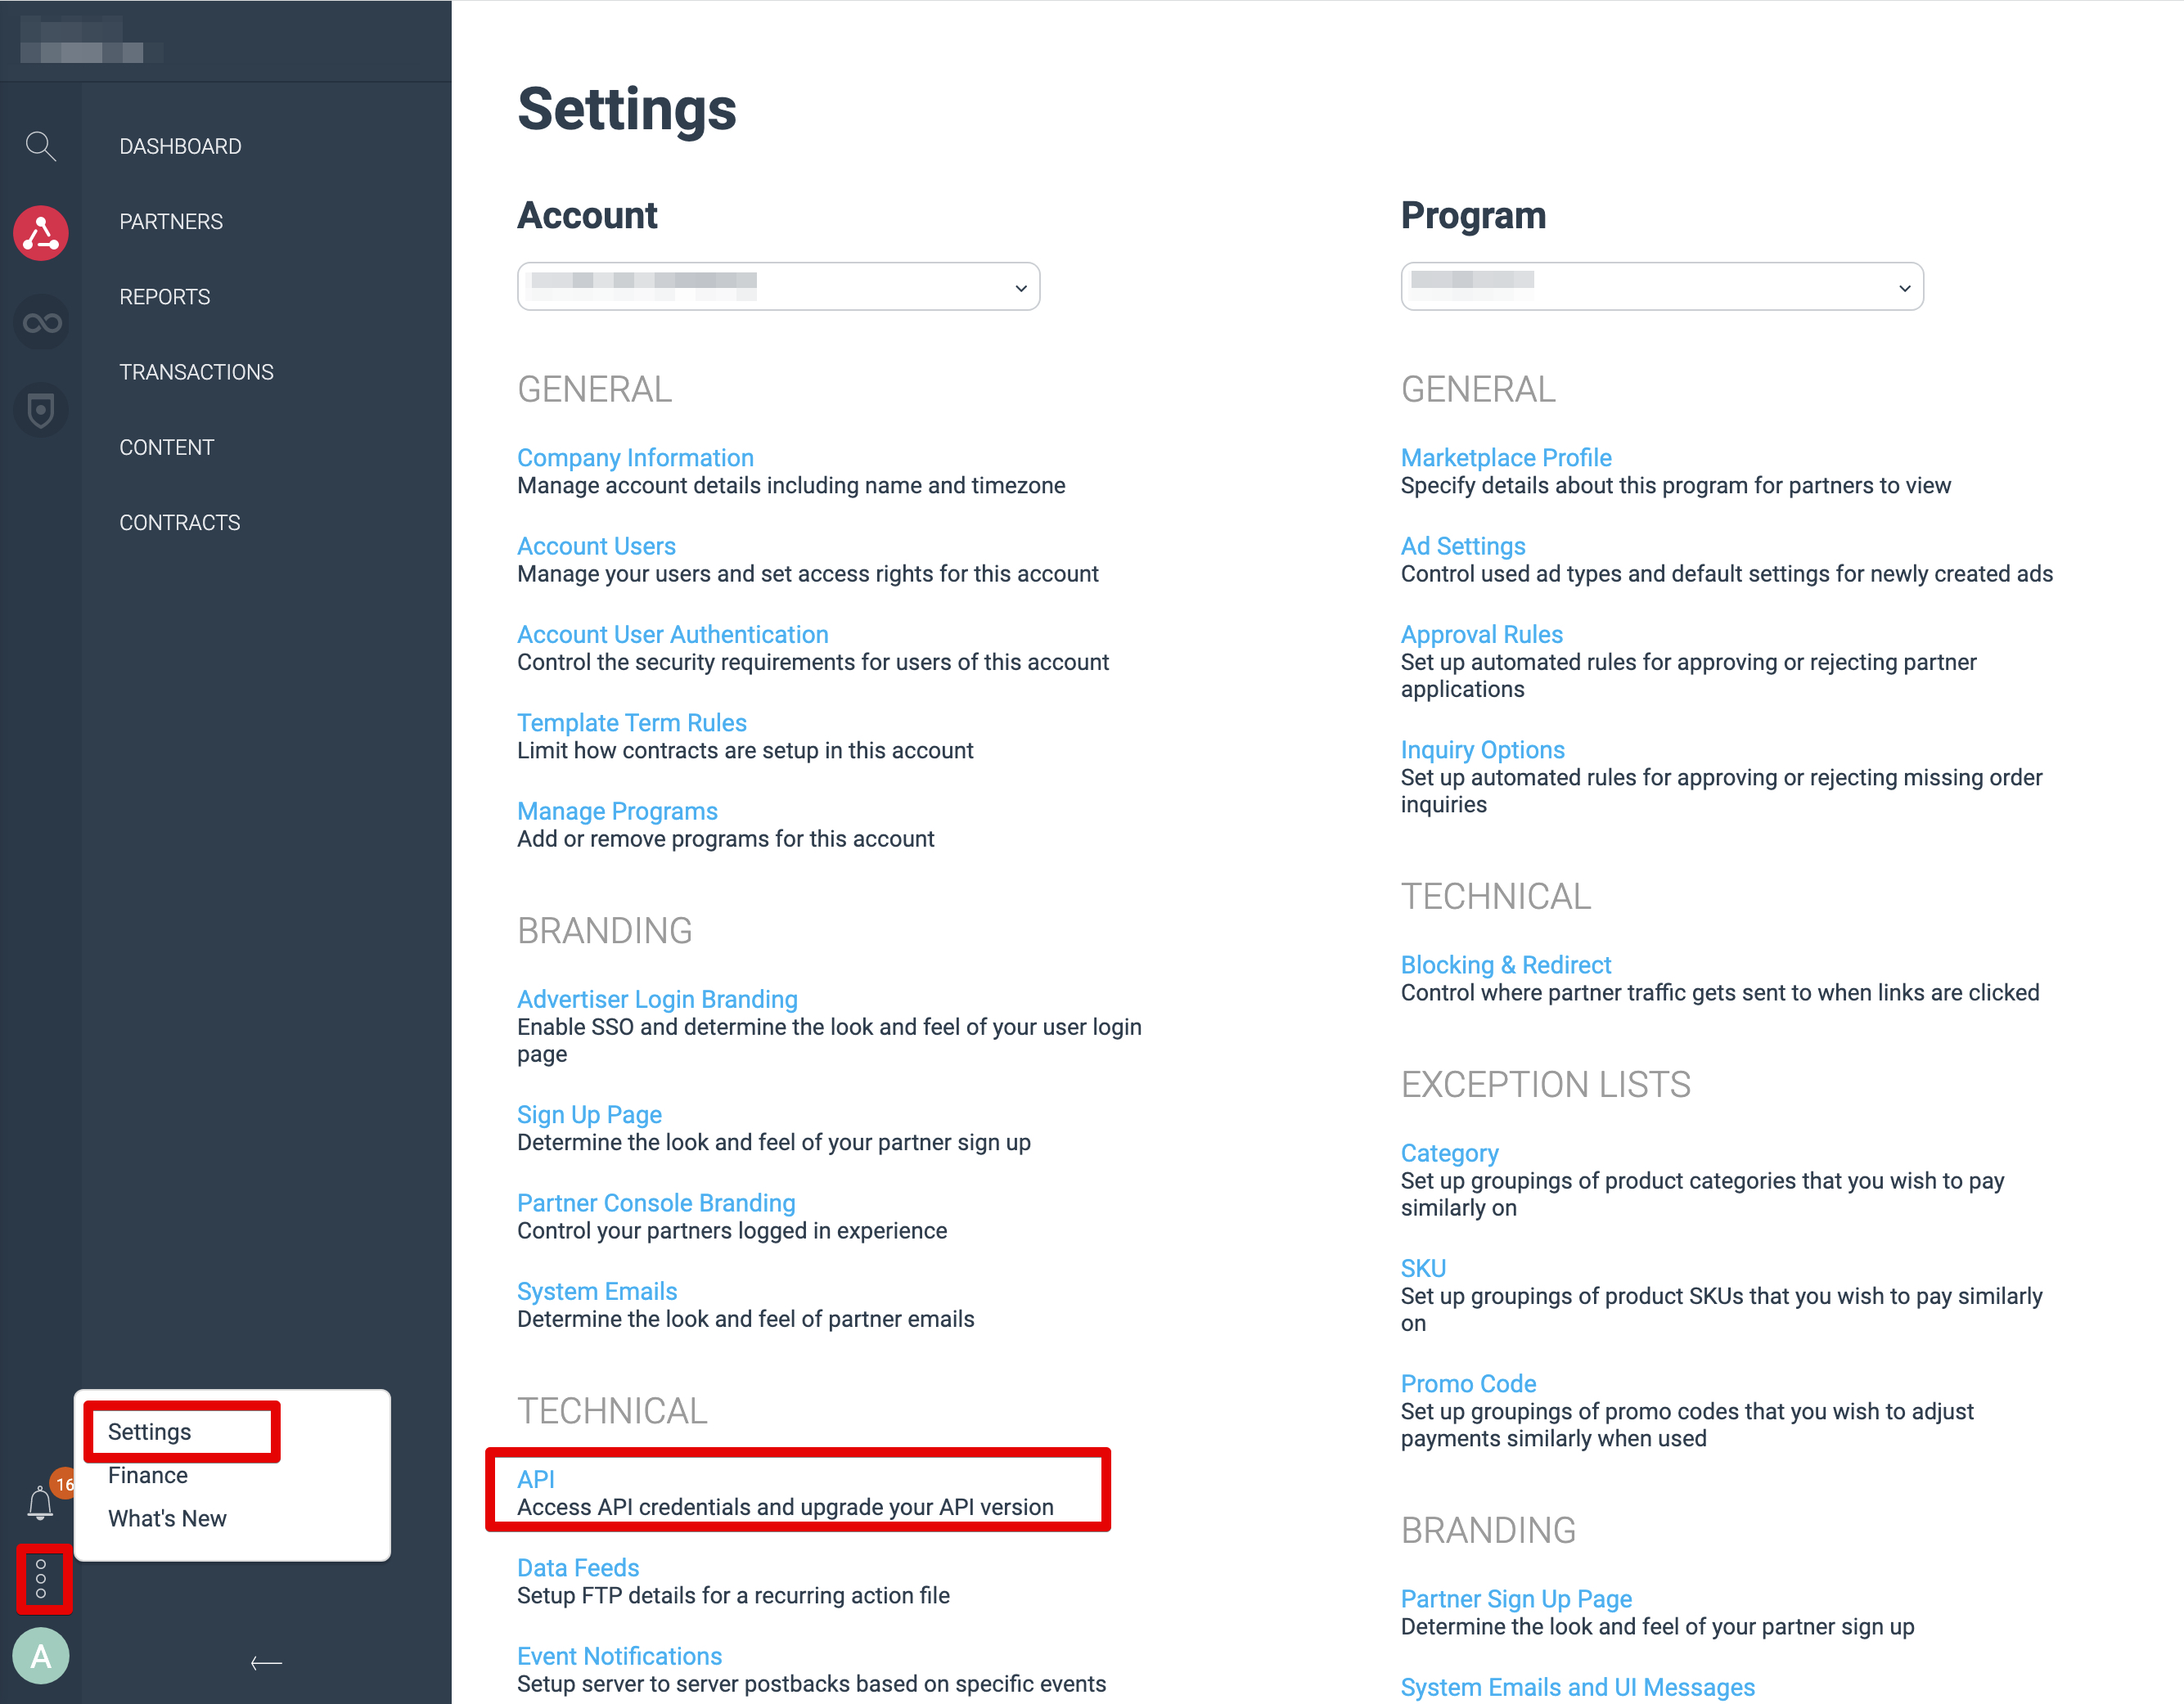 DASHBOARD
PARTNERS
REPORTS
TRANSACTIONS
CONTENT
CONTRACTS
Settings
Finance
What's New
16
A
Settings
Account
GENERAL
Company Information
Manage account details including name and timezone
Account Users
Manage your users and set access rights for this account
Account User Authentication
Control the security requirements for users of this account
Template Term Rules
Limit how contracts are setup in this account
Manage Programs
Add or remove programs for this account
BRANDING
Advertiser Login Branding
Enable SSO and determine the look and feel of your user login
page
Sign Up Page
Determine the look and feel of your partner sign up
Partner Console Branding
Control your partners logged in experience
System Emails
Determine the look and feel of partner emails
TECHNICAL
API
Access API credentials and upgrade your API version
Data Feeds
Setup FTP details for a recurring action file
Event Notifications
Setup server to server postbacks based on specific events
Program
GENERAL
Marketplace Profile
Specify details about this program for partners to view
Ad Settings
Control used ad types and default settings for newly created ads
Approval Rules
Set up automated rules for approving or rejecting partner
applications
Inquiry Options
Set up automated rules for approving or rejecting missing order
inquiries
TECHNICAL
Blocking & Redirect
Control where partner traffic gets sent to when links are clicked
EXCEPTION LISTS
Category
Set up groupings of product categories that you wish to pay
similarly on
SKU
Set up groupings of product SKUs that you wish to pay similarly
on
Promo Code
Set up groupings of promo codes that you wish to adjust
payments similarly when used
BRANDING
Partner Sign Up Page
Determine the look and feel of your partner sign up
System Emails and UI Messages